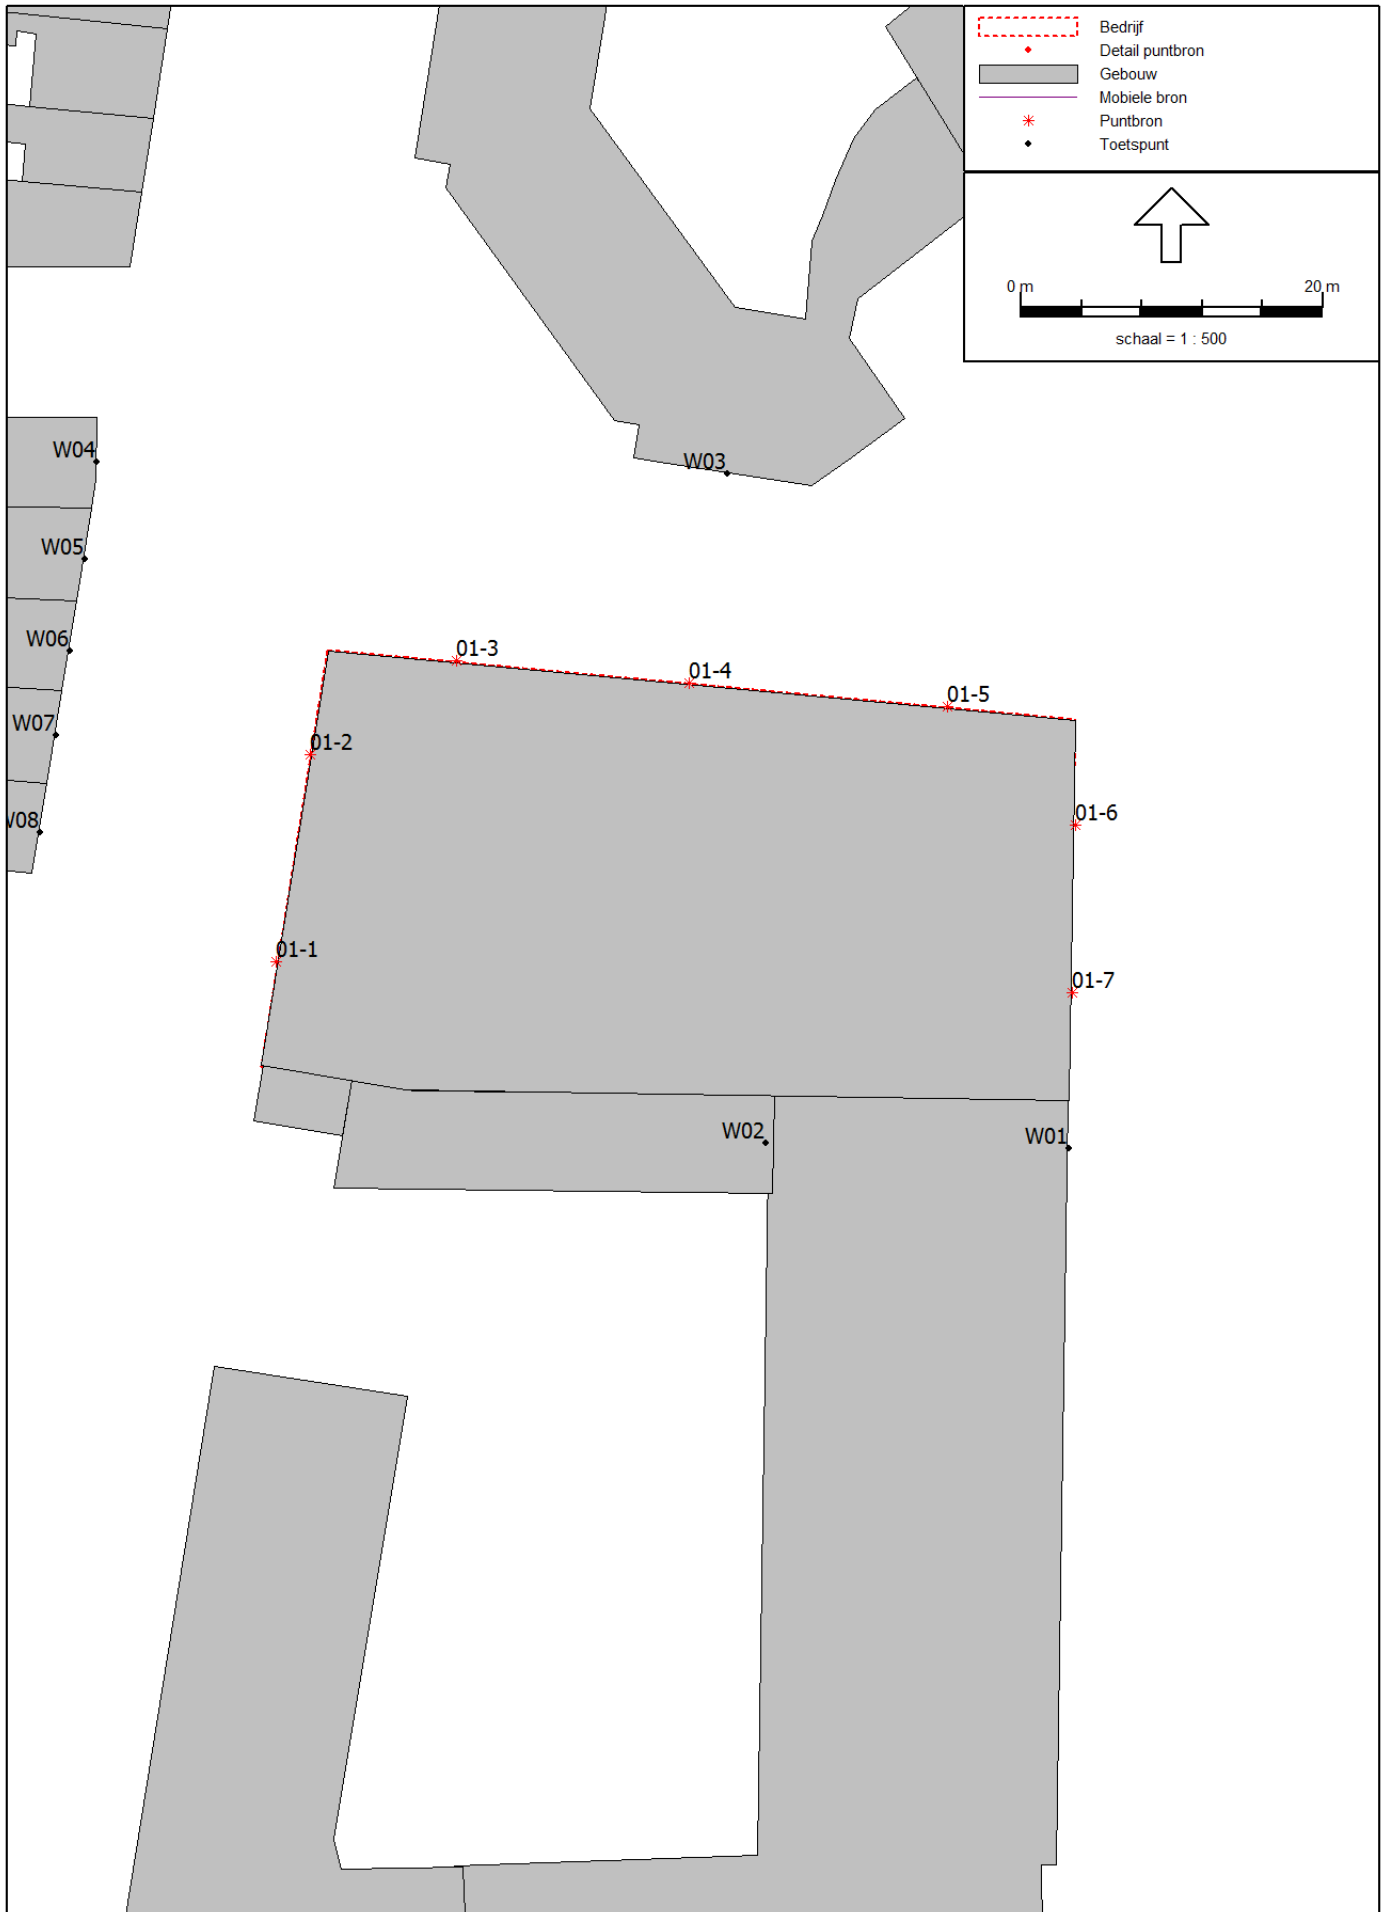 Bedrijf
Detail puntbron
Gebouw
Mobiele bron
Puntbron
Toetspunt
0 m 20 m
schaal = 1 : 500
W04
W03
W05
W06
01-3
01-4
01-5
W07
01-2
01-6
W08
01-1
01-7
W02
W01